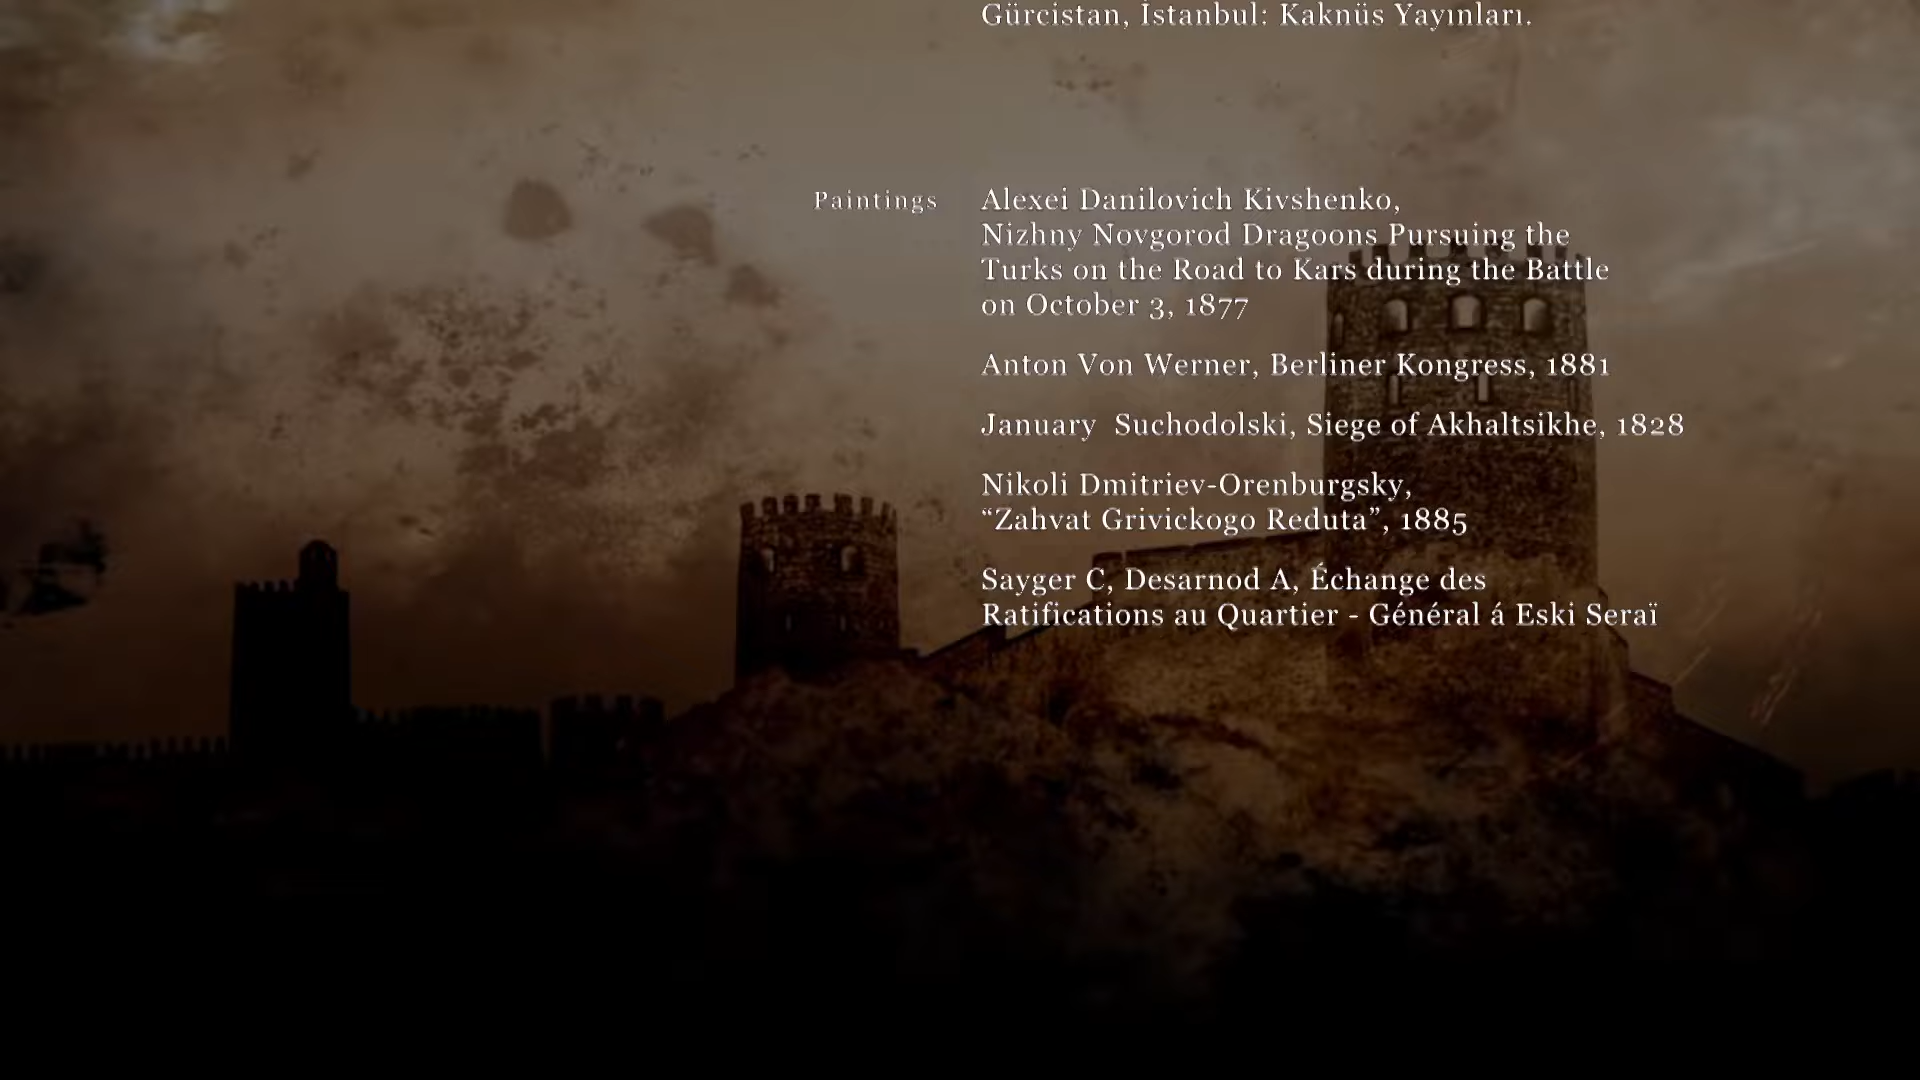 Gürcistan, İstanbul: Kaknüs Yayınları.
Paintings
Alexei Danilovich Kivshenko,
Nizhny Novgorod Dragoons Pursuing the
Turks on the Road to Kars during the Battle
on October 3, 1877
Anton Von Werner, Berliner Kongress, 1881
January Suchodolski, Siege of Akhaltsikhe, 1828
Nikoli Dmitriev-Orenburgsky,
“Zahvat Grivickogo Reduta”, 1885
Sayger C, Desarnod A, Échange des
Ratifications au Quartier - Général á Eski Seraï